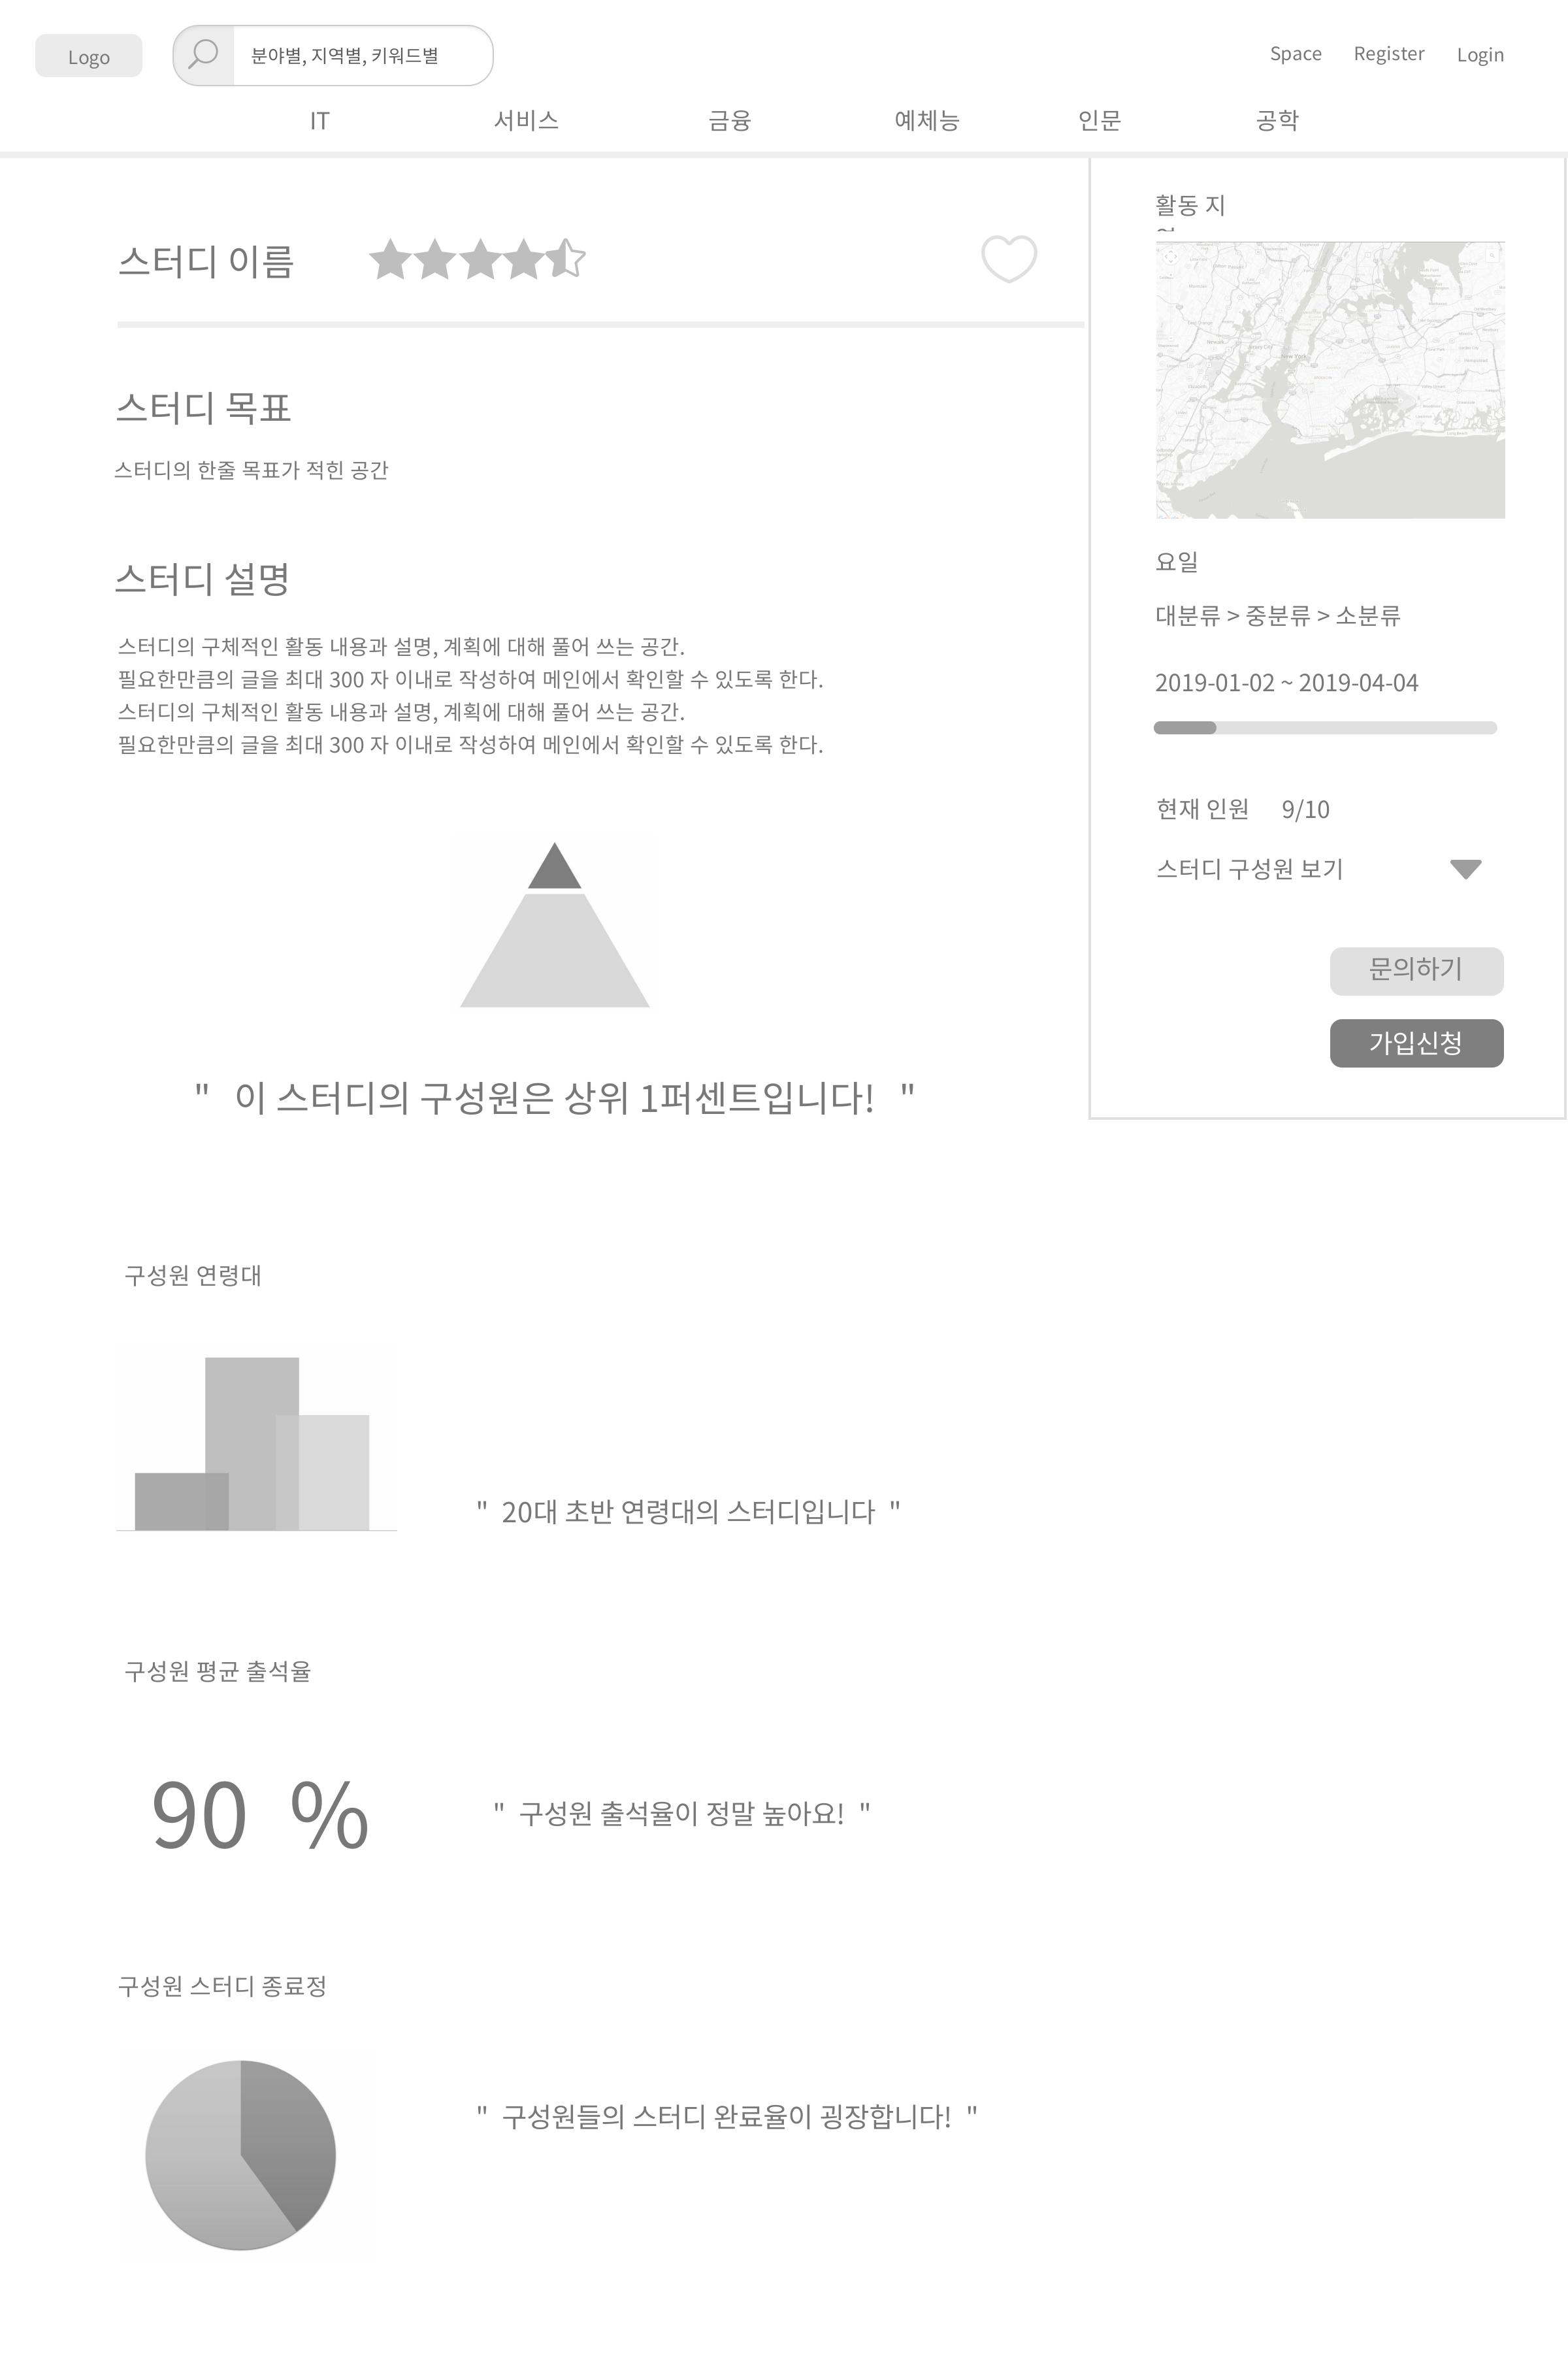 Logo
분야별, 지역별, 키워드별
Space
Register
Login
IT
서비스
금융
예체능
인문
공학
스터디 이름
스터디 목표
스터디의 한줄 목표가 적힌 공간
스터디 설명
스터디의 구체적인 활동 내용과 설명, 계획에 대해 풀어 쓰는 공간.
필요한만큼의 글을 최대 300 자 이내로 작성하여 메인에서 확인할 수 있도록 한다.
스터디의 구체적인 활동 내용과 설명, 계획에 대해 풀어 쓰는 공간.
필요한만큼의 글을 최대 300 자 이내로 작성하여 메인에서 확인할 수 있도록 한다.
" 이 스터디의 구성원은 상위 1퍼센트입니다! "
활동 지
Newark
Jersey City
New York
요일
대분류 > 중분류 > 소분류
2019-01-02 ~ 2019-04-04
현재 인원 9/10
스터디 구성원 보기
문의하기
가입신청
구성원 연령대
" 20대 초반 연령대의 스터디입니다 "
구성원 평균 출석율
90 %
" 구성원 출석율이 정말 높아요! "
구성원 스터디 종료정
" 구성원들의 스터디 완료율이 굉장합니다! "